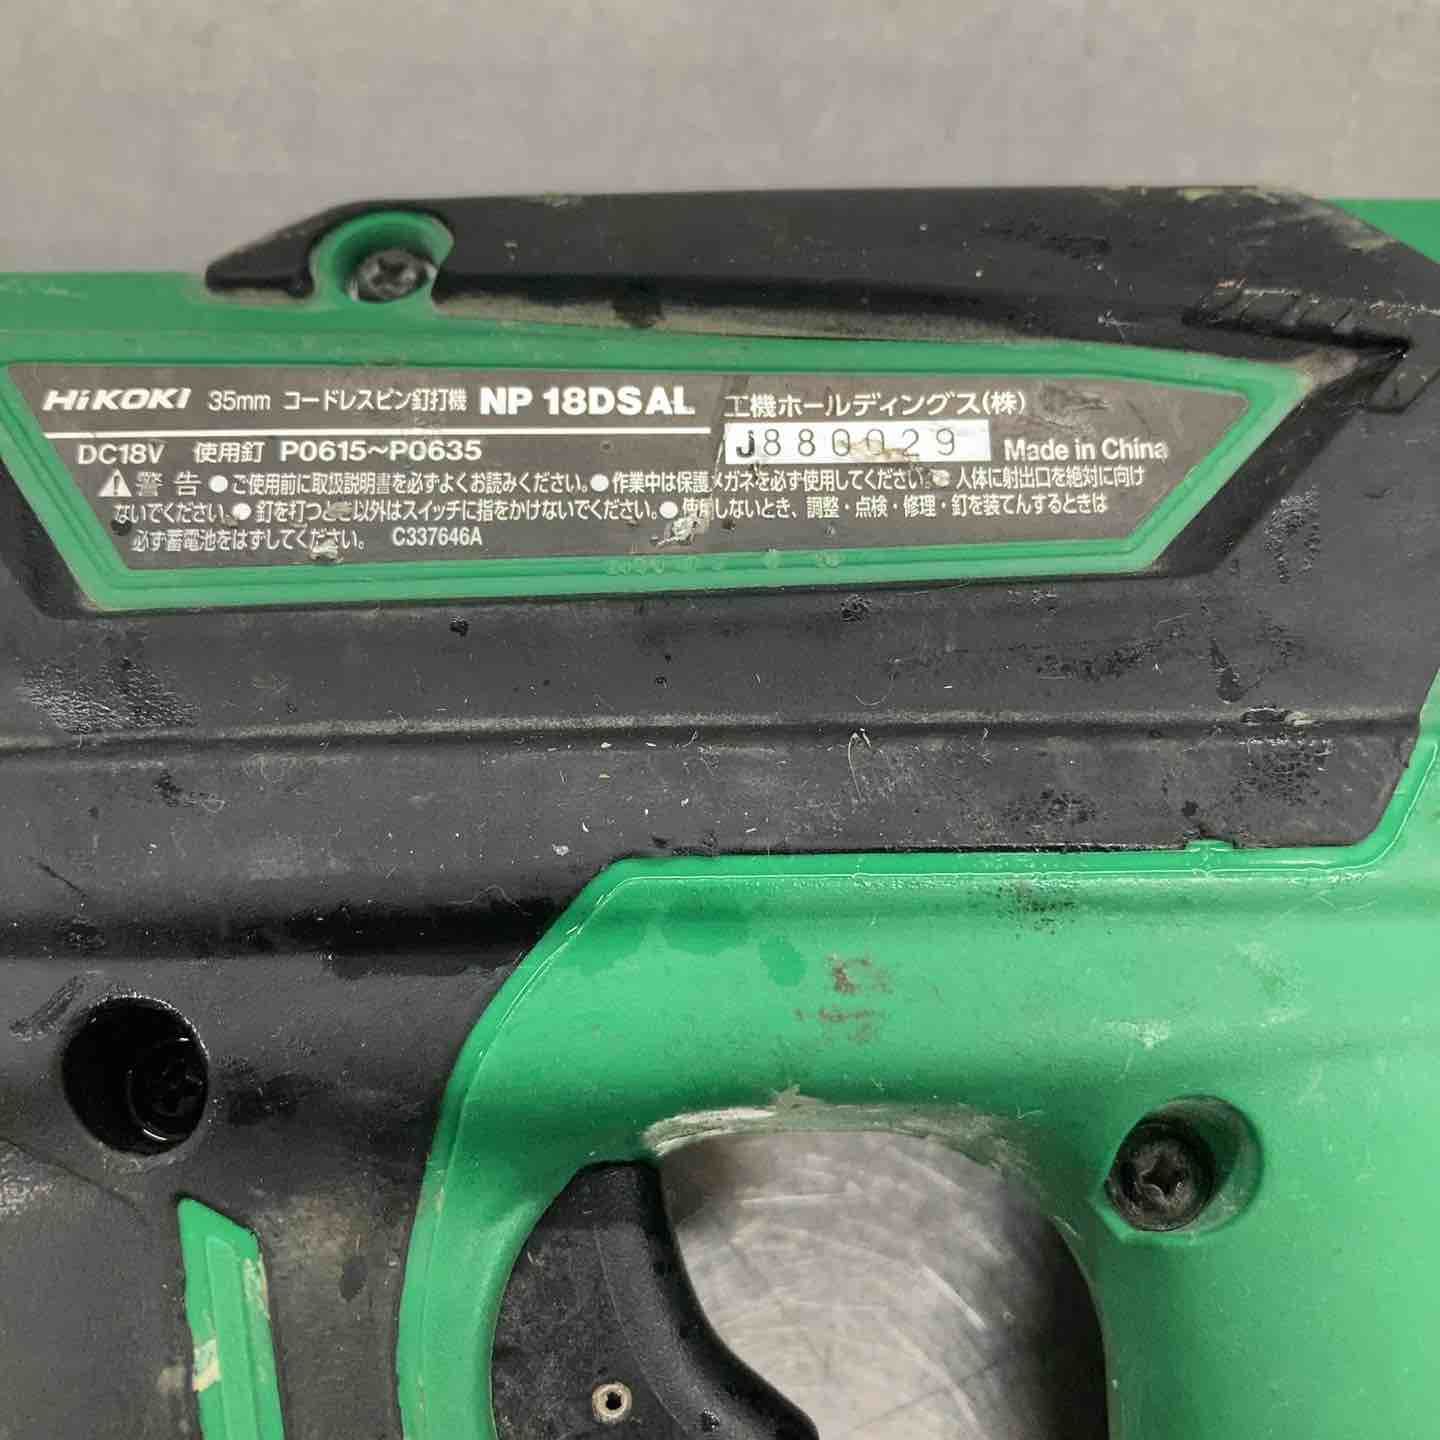 HiKOKI 35mm コードレスピン釘打機 NP 18DSAL 工機ホールディングス(株)
DC18V 使用釘 P0615～P0635 J880029 Made in China
警告 ●ご使用前に取扱説明書を必ずよくお読みください。●作業中は保護メガネを必ず使用してください。● 人体に射出口を絶対に向け
ないでください。● 釘を打つとこ以外はスイッチに指をかけないでください。● 使用しないとき、調整・点検・修理・釘を装てんするときは
必ず蓄電池をはずしてください。 C337646A